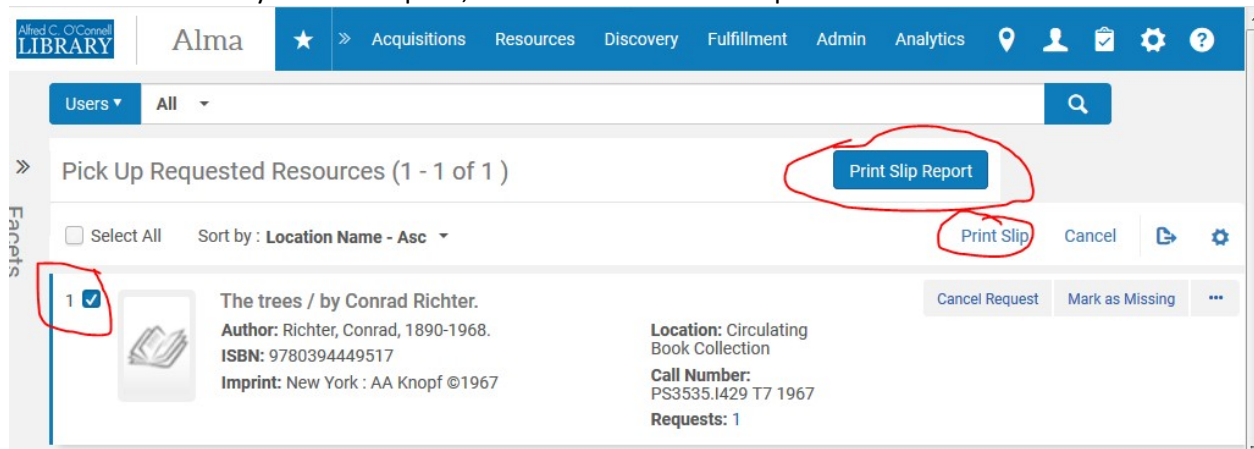 Alfred C. O'Connell
LIBRARY
Alma
Acquisitions Resources Discovery Fulfillment Admin Analytics
Users All
Facets
Pick Up Requested Resources (1 - 1 of 1 )
Print Slip Report
Select All Sort by : Location Name - Asc
Print Slip Cancel
1
The trees / by Conrad Richter.
Cancel Request Mark as Missing
Author: Richter, Conrad, 1890-1968.
ISBN: 9780394449517
Imprint: New York : AA Knopf ©1967
Location: Circulating
Book Collection
Call Number:
PS3535.I429 T7 1967
Requests: 1